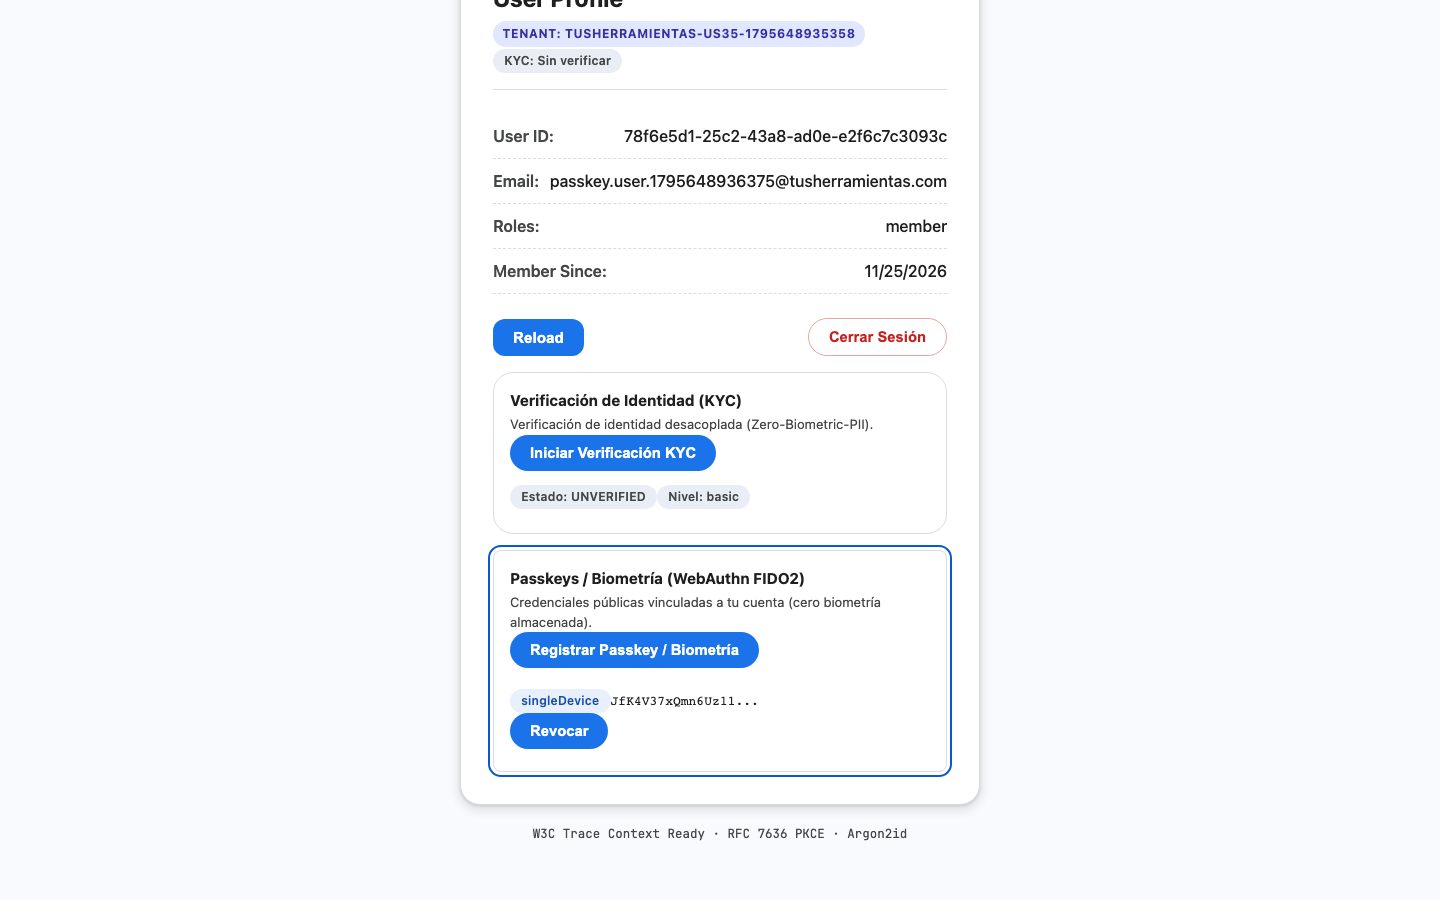 User Profile
TENANT: TUSHERRAMIENTAS-US35-1795648935358
KYC: Sin verificar
User ID: 78f6e5d1-25c2-43a8-ad0e-e2f6c7c3093c
Email: passkey.user.1795648936375@tusherramientas.com
Roles: member
Member Since: 11/25/2026
Reload Cerrar Sesión
Verificación de Identidad (KYC)
Verificación de identidad desacoplada (Zero-Biometric-PII).
Iniciar Verificación KYC
Estado: UNVERIFIED Nivel: basic
Passkeys / Biometría (WebAuthn FIDO2)
Credenciales públicas vinculadas a tu cuenta (cero biometría
almacenada).
Registrar Passkey / Biometría
singleDevice JfK4V37xQmn6Uz11...
Revocar
W3C Trace Context Ready · RFC 7636 PKCE · Argon2id